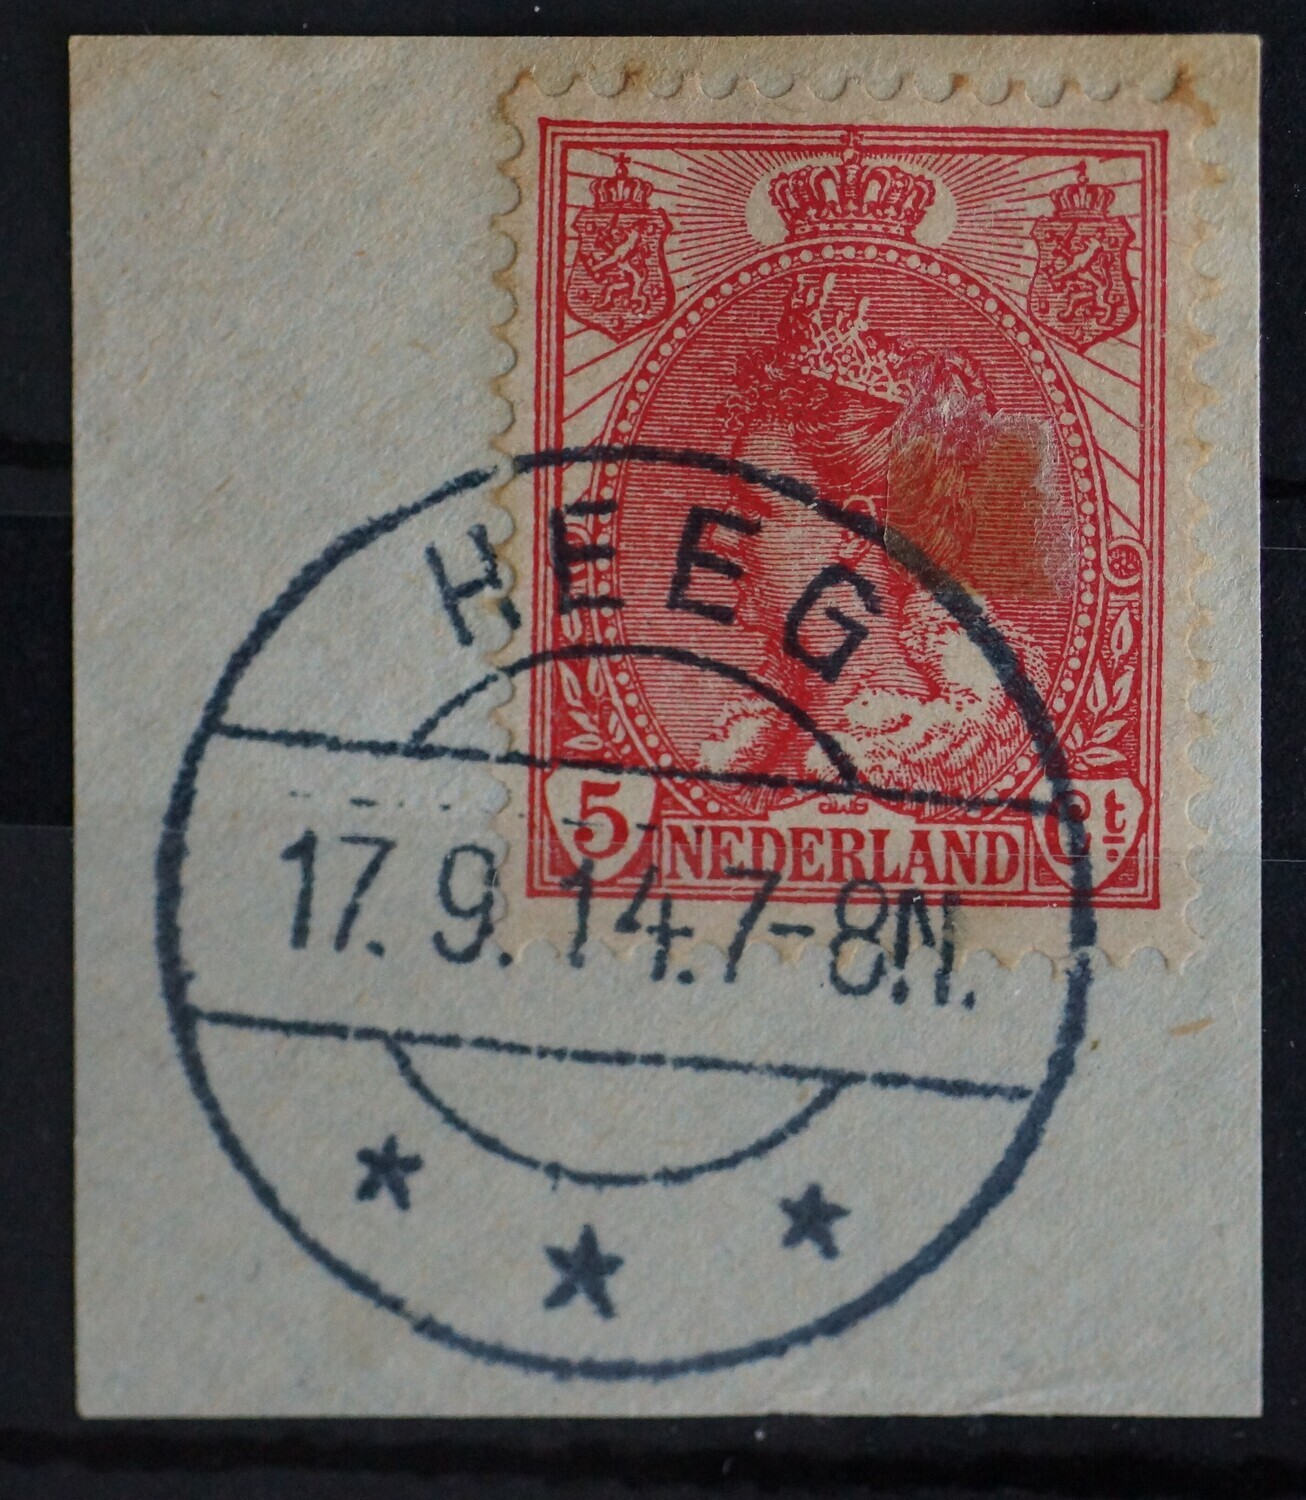 HEEG
5 NEDERLAND Ct
17. 9. 14.7-8N.